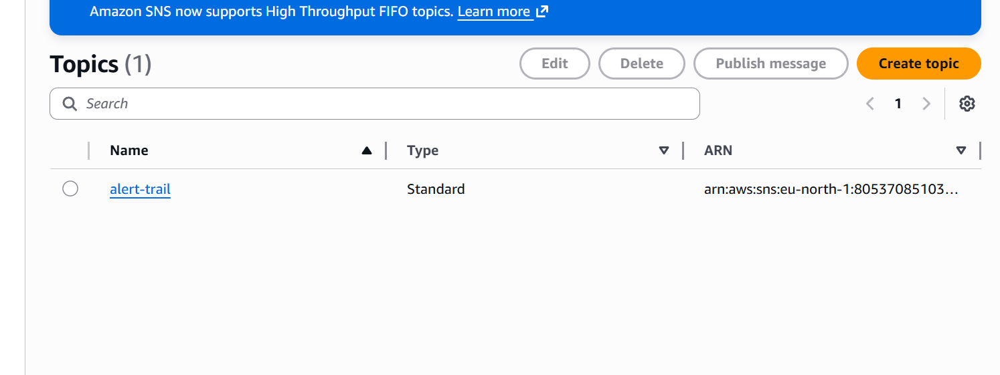 Amazon SNS now supports High Throughput FIFO topics. Learn more
Topics (1)
Edit
Delete
Publish message
Create topic
Search
1
Name
Type
ARN
alert-trail
Standard
arn:aws:sns:eu-north-1:80537085103…